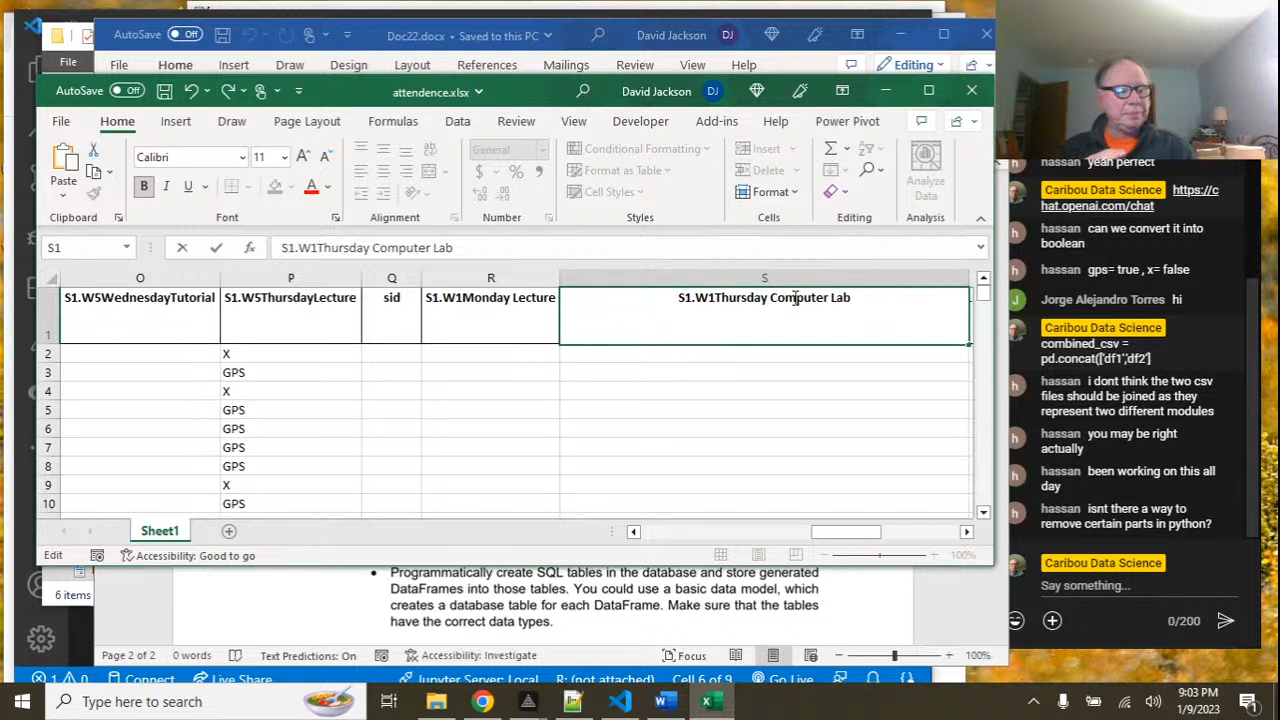 AutoSave Off Doc22.docx • Saved to this PC David Jackson DJ
File
File Home Insert Draw Design Layout References Mailings Review View Help Editing
AutoSave Off attendence.xlsx David Jackson DJ
File Home Insert Draw Page Layout Formulas Data Review View Developer Add-ins Help Power Pivot
Paste
Calibri 11
B I U
General
$ % 9
Conditional Formatting
Format as Table
Cell Styles
Insert
Delete
Format
Analyze
Data
Clipboard Font Alignment Number Styles Cells Editing Analysis
S1 fx S1.W1Thursday Computer Lab
O P Q R S
1 S1.W5WednesdayTutorial S1.W5ThursdayLecture sid S1.W1Monday Lecture S1.W1Thursday Computer Lab
2 X
3 GPS
4 X
5 GPS
6 GPS
7 GPS
8 GPS
9 X
10 GPS
Sheet1
Edit Accessibility: Good to go 100%
6 items
• Programmatically create SQL tables in the database and store generated
DataFrames into those tables. You could use a basic data model, which
creates a database table for each DataFrame. Make sure that the tables
have the correct data types.
Page 2 of 2 0 words Text Predictions: On Accessibility: Investigate Focus 100%
1 0 Connect Live Share Jupyter Server: Local R: (not attached) Cell 6 of 9 Go Live
Type here to search
9:03 PM
1/9/2023
1
h hassan yeah perfect
Caribou Data Science https://c
hat.openai.com/chat
h hassan can we convert it into
boolean
h hassan gps= true , x= false
J Jorge Alejandro Torres hi
Caribou Data Science
combined_csv =
pd.concat(['df1','df2']
h hassan i dont think the two csv
files should be joined as they
represent two different modules
h hassan you may be right
actually
h hassan been working on this all
day
h hassan isnt there a way to
remove certain parts in python?
Caribou Data Science
Say something...
0/200